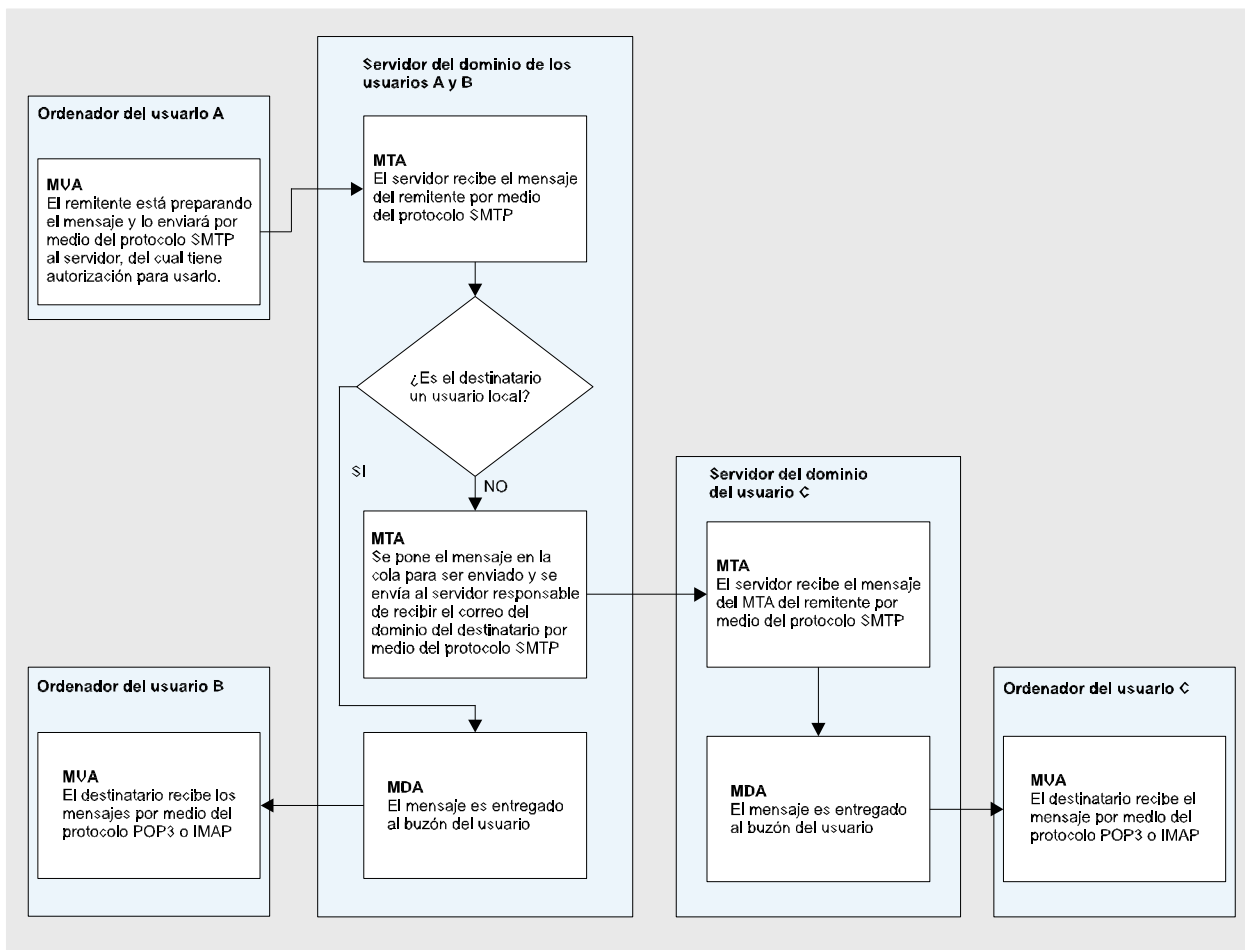 Servidor del dominio de los
usuarios A y B
Ordenador del usuario A
MVA
El remitente está preparando
el mensaje y lo enviará por
medio del protocolo SMTP
al servidor, del cual tiene
autorización para usarlo.
MTA
El servidor recibe el mensaje
del remitente por medio
del protocolo SMTP
¿Es el destinatario
un usuario local?
SI
NO
MTA
Se pone el mensaje en la
cola para ser enviado y se
envía al servidor responsable
de recibir el correo del
dominio del destinatario por
medio del protocolo SMTP
Servidor del dominio
del usuario C
MTA
El servidor recibe el mensaje
del MTA del remitente por
medio del protocolo SMTP
Ordenador del usuario B
MVA
El destinatario recibe los
mensajes por medio del
protocolo POP3 o IMAP
MDA
El mensaje es entregado
al buzón del usuario
MDA
El mensaje es entregado
al buzón del usuario
Ordenador del usuario C
MVA
El destinatario recibe el
mensaje por medio del
protocolo POP3 o IMAP